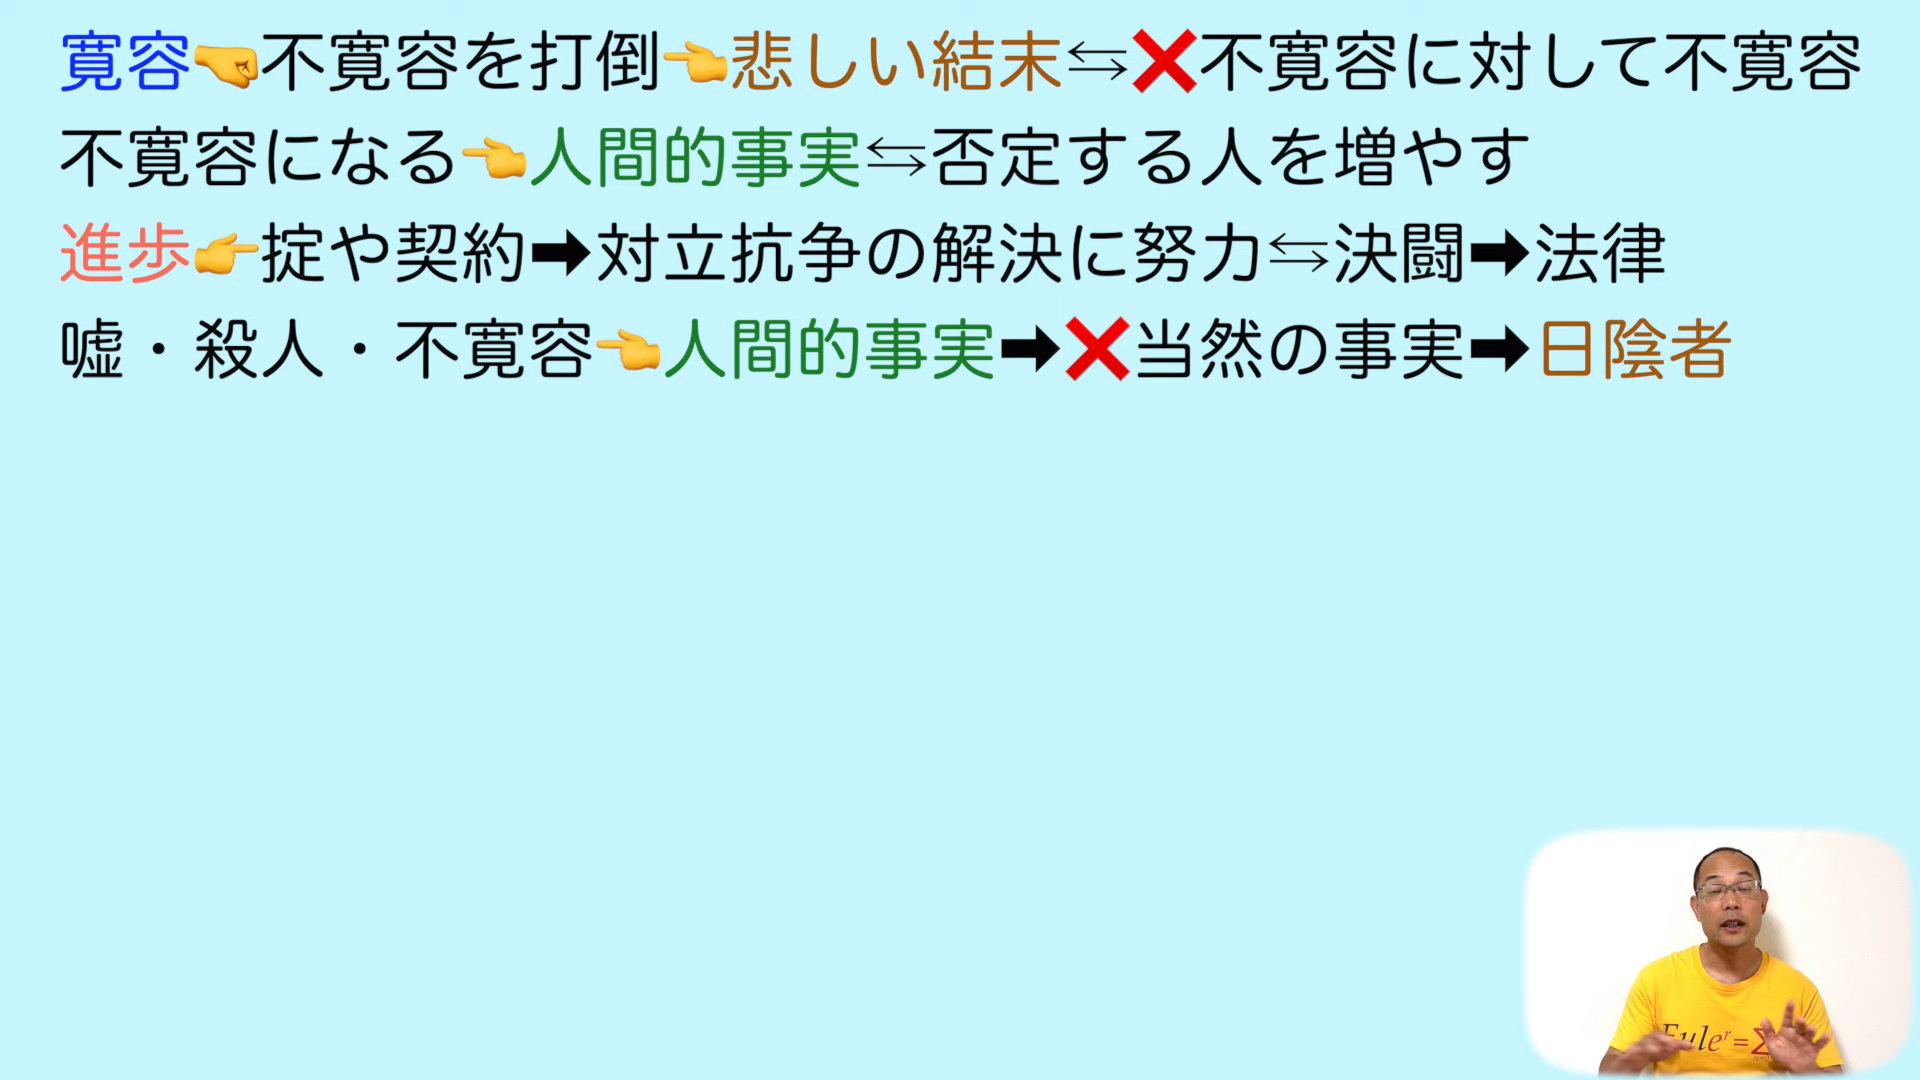 寛容🤜不寛容を打倒👈悲しい結末⇆❌不寛容に対して不寛容
不寛容になる👈人間的事実⇆否定する人を増やす
進歩👉掟や契約➡対立抗争の解決に努力⇆決闘➡法律
嘘・殺人・不寛容👈人間的事実➡❌当然の事実➡日陰者
Euler=Σ